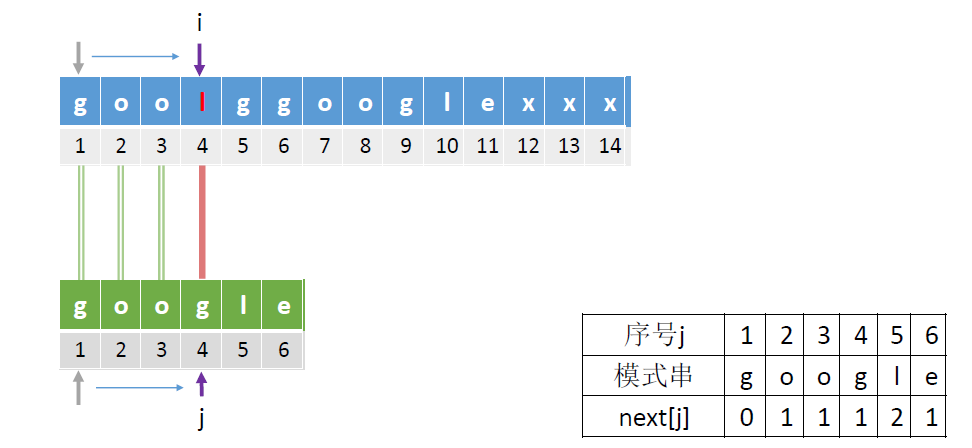 i
g o o l g g o o g l e x x x
1 2 3 4 5 6 7 8 9 10 11 12 13 14
g o o g l e
1 2 3 4 5 6
j
序号j 1 2 3 4 5 6
模式串 g o o g l e
next[j] 0 1 1 1 2 1